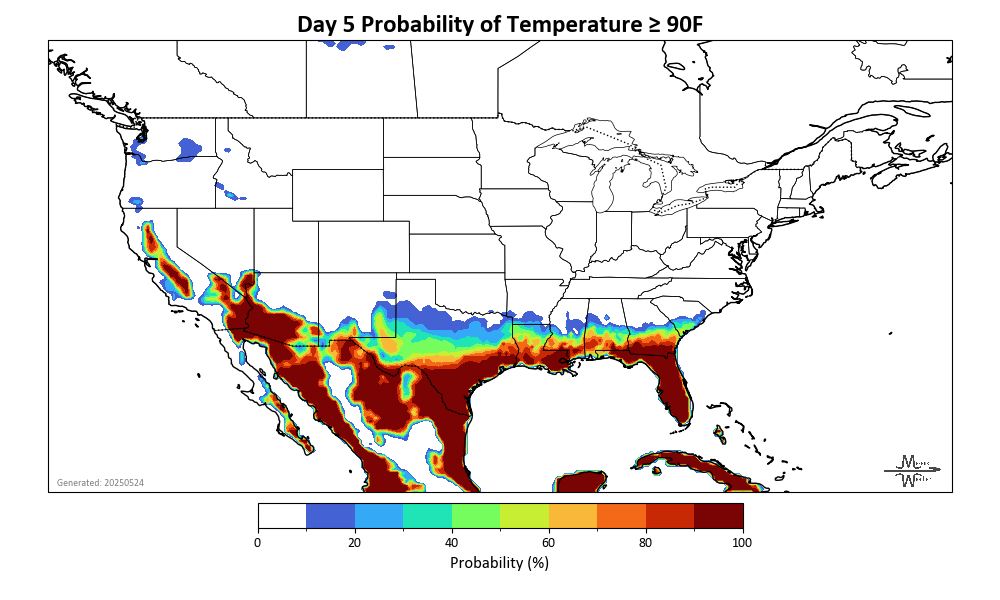 Day 5 Probability of Temperature ≥ 90F
Generated: 20250524
0 20 40 60 80 100
Probability (%)